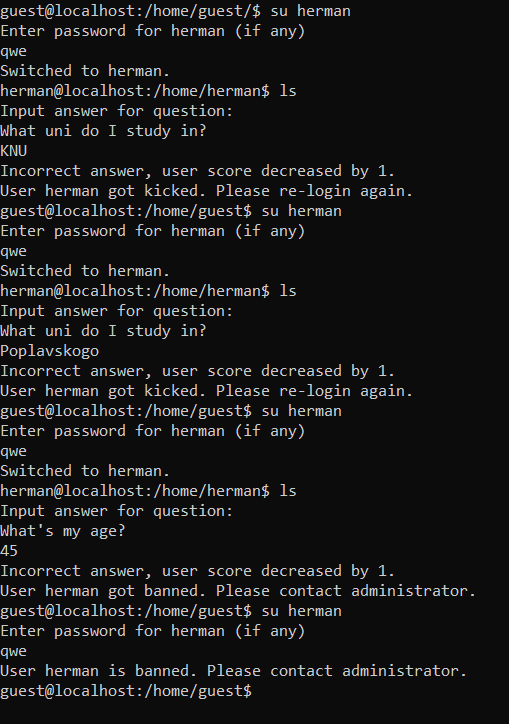 guest@localhost:/home/guest/$ su herman
Enter password for herman (if any)
qwe
Switched to herman.
herman@localhost:/home/herman$ ls
Input answer for question:
What uni do I study in?
KNU
Incorrect answer, user score decreased by 1.
User herman got kicked. Please re-login again.
guest@localhost:/home/guest$ su herman
Enter password for herman (if any)
qwe
Switched to herman.
herman@localhost:/home/herman$ ls
Input answer for question:
What uni do I study in?
Poplavskogo
Incorrect answer, user score decreased by 1.
User herman got kicked. Please re-login again.
guest@localhost:/home/guest$ su herman
Enter password for herman (if any)
qwe
Switched to herman.
herman@localhost:/home/herman$ ls
Input answer for question:
What's my age?
45
Incorrect answer, user score decreased by 1.
User herman got banned. Please contact administrator.
guest@localhost:/home/guest$ su herman
Enter password for herman (if any)
qwe
User herman is banned. Please contact administrator.
guest@localhost:/home/guest$